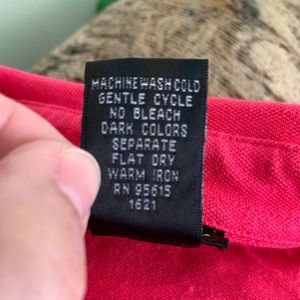 MACHINE WASH COLD
GENTLE CYCLE
NO BLEACH
DARK COLORS
SEPARATE
FLAT DRY
WARM IRON
RN 95615
1621